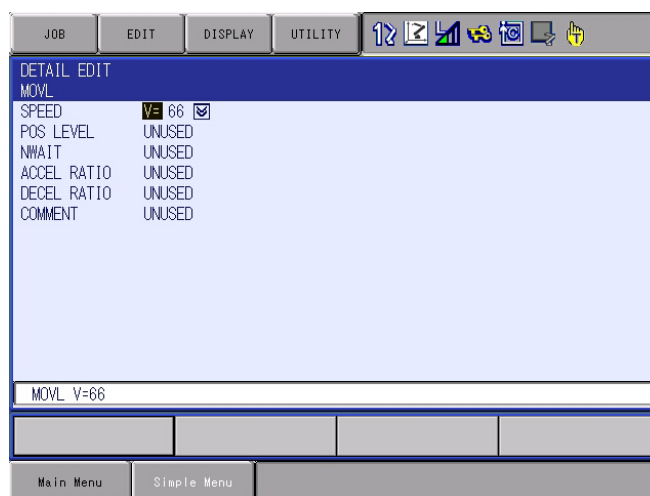 JOB EDIT DISPLAY UTILITY
DETAIL EDIT
MOVL
SPEED V= 66
POS LEVEL UNUSED
NWAIT UNUSED
ACCEL RATIO UNUSED
DECEL RATIO UNUSED
COMMENT UNUSED
MOVL V=66
Main Menu Simple Menu